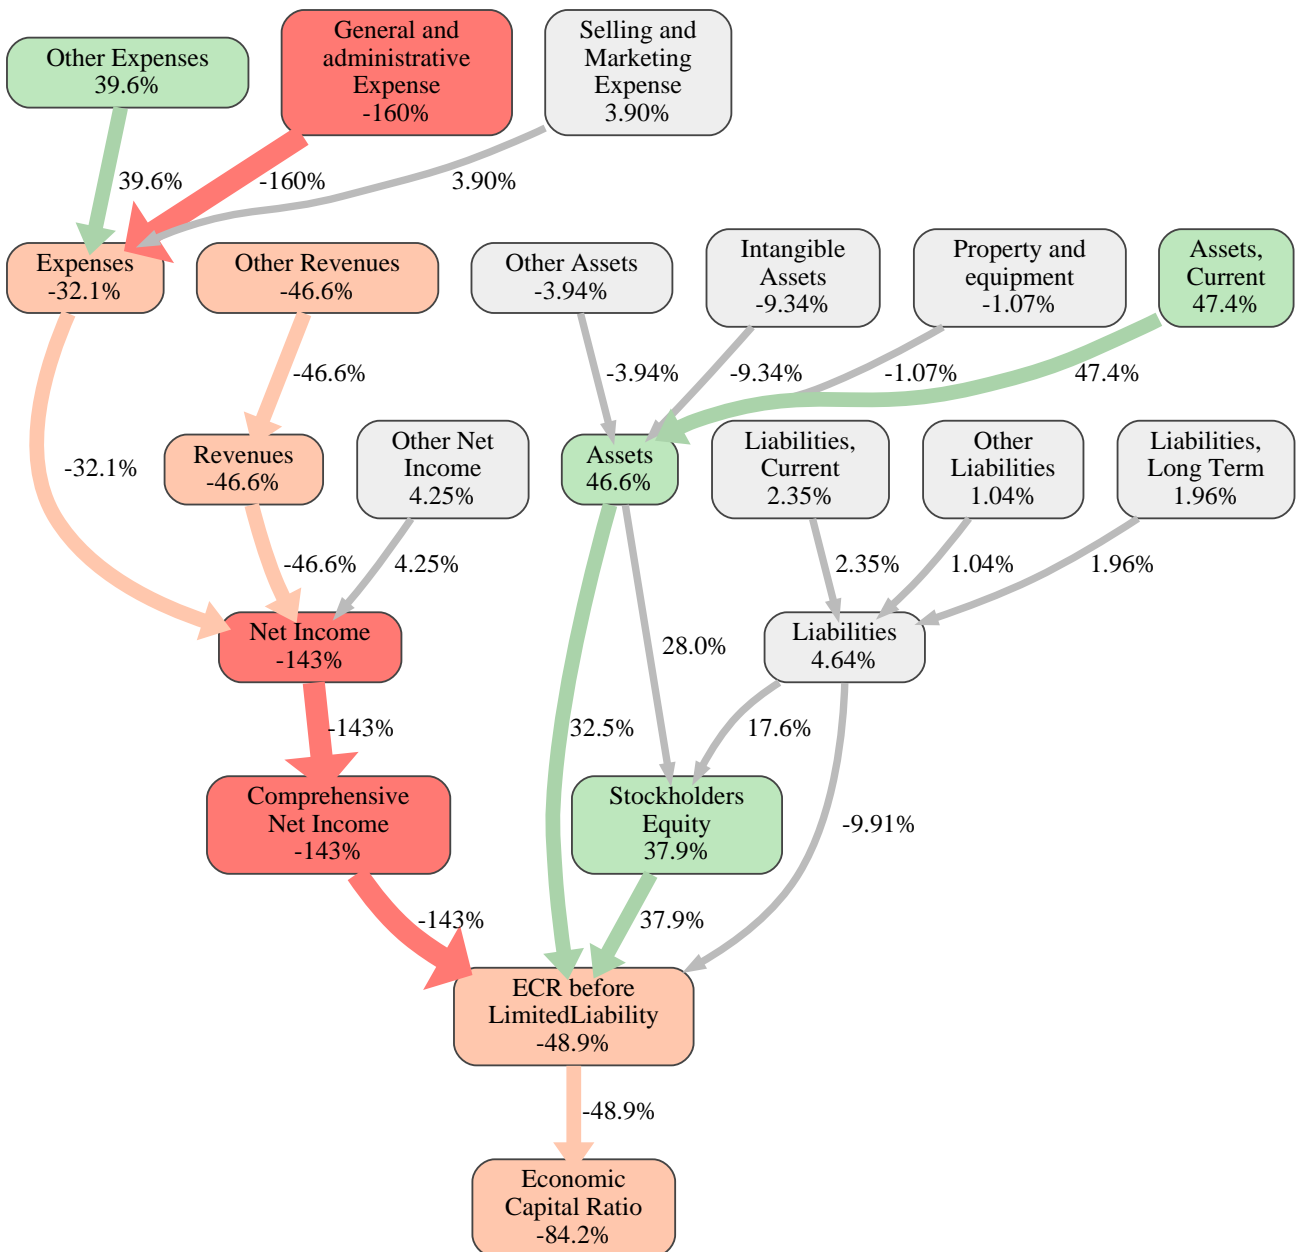 Other Expenses
39.6%
General and
administrative
Expense
-160%
Selling and
Marketing
Expense
3.90%
39.6%
-160%
3.90%
Expenses
-32.1%
Other Revenues
-46.6%
Other Assets
-3.94%
Intangible
Assets
-9.34%
Property and
equipment
-1.07%
Assets,
Current
47.4%
-46.6%
-3.94%
-9.34%
-1.07%
47.4%
-32.1%
Revenues
-46.6%
Other Net
Income
4.25%
Assets
46.6%
Liabilities,
Current
2.35%
Other
Liabilities
1.04%
Liabilities,
Long Term
1.96%
-46.6%
4.25%
2.35%
1.04%
1.96%
Net Income
-143%
28.0%
Liabilities
4.64%
-143%
32.5%
17.6%
Comprehensive
Net Income
-143%
Stockholders
Equity
37.9%
-9.91%
-143%
37.9%
ECR before
LimitedLiability
-48.9%
-48.9%
Economic
Capital Ratio
-84.2%